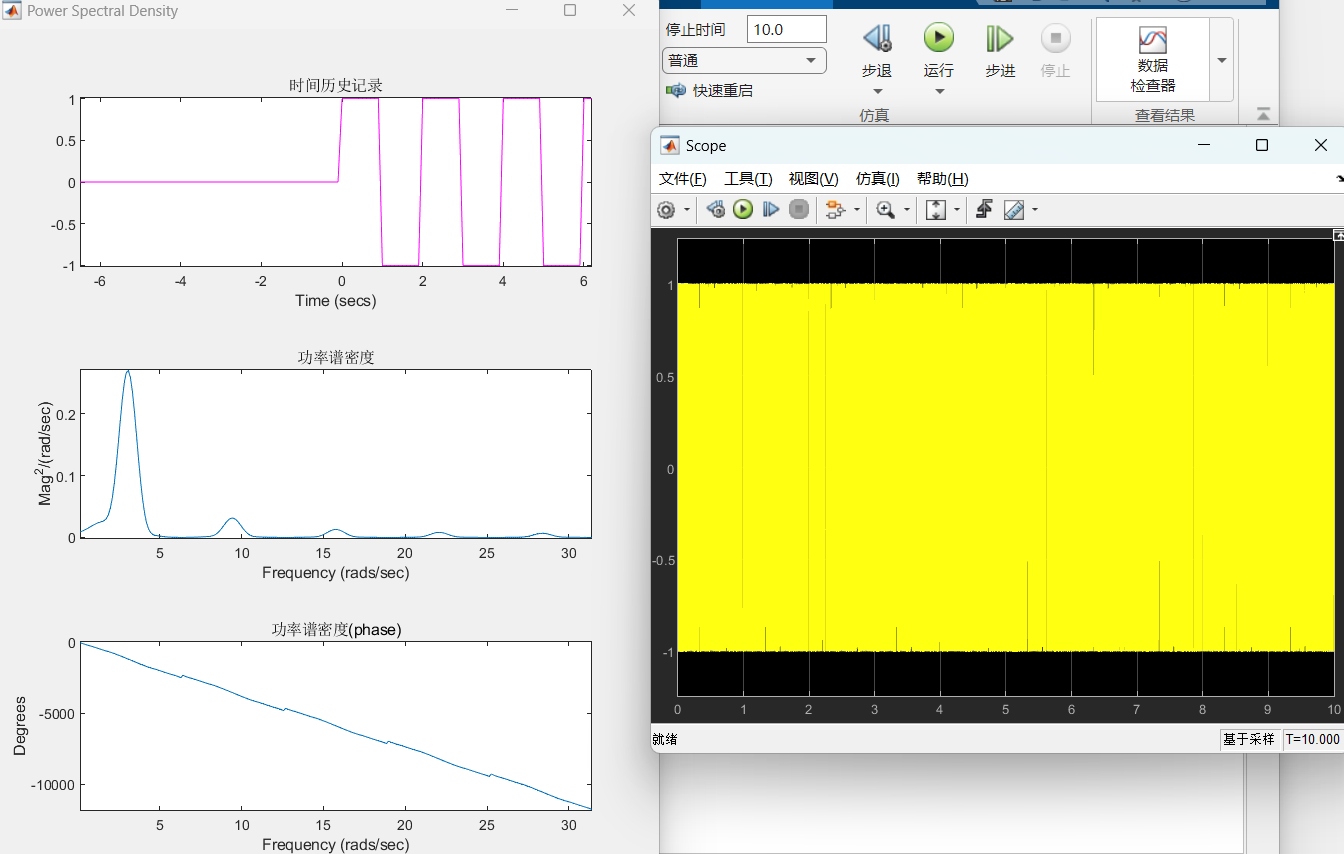 Power Spectral Density
时间历史记录
1
0.5
0
-0.5
-1
-6
-4
-2
0
2
4
6
Time (secs)
功率谱密度
Mag²/(rad/sec)
0.2
0.1
0
5
10
15
20
25
30
Frequency (rads/sec)
功率谱密度(phase)
Degrees
0
-5000
-10000
5
10
15
20
25
30
Frequency (rads/sec)
停止时间
10.0
普通
快速重启
步退
运行
步进
停止
仿真
数据
检查器
查看结果
Scope
文件(F) 工具(T) 视图(V) 仿真(I) 帮助(H)
1
0.5
0
-0.5
-1
0
1
2
3
4
5
6
7
8
9
10
就绪
基于采样
T=10.000